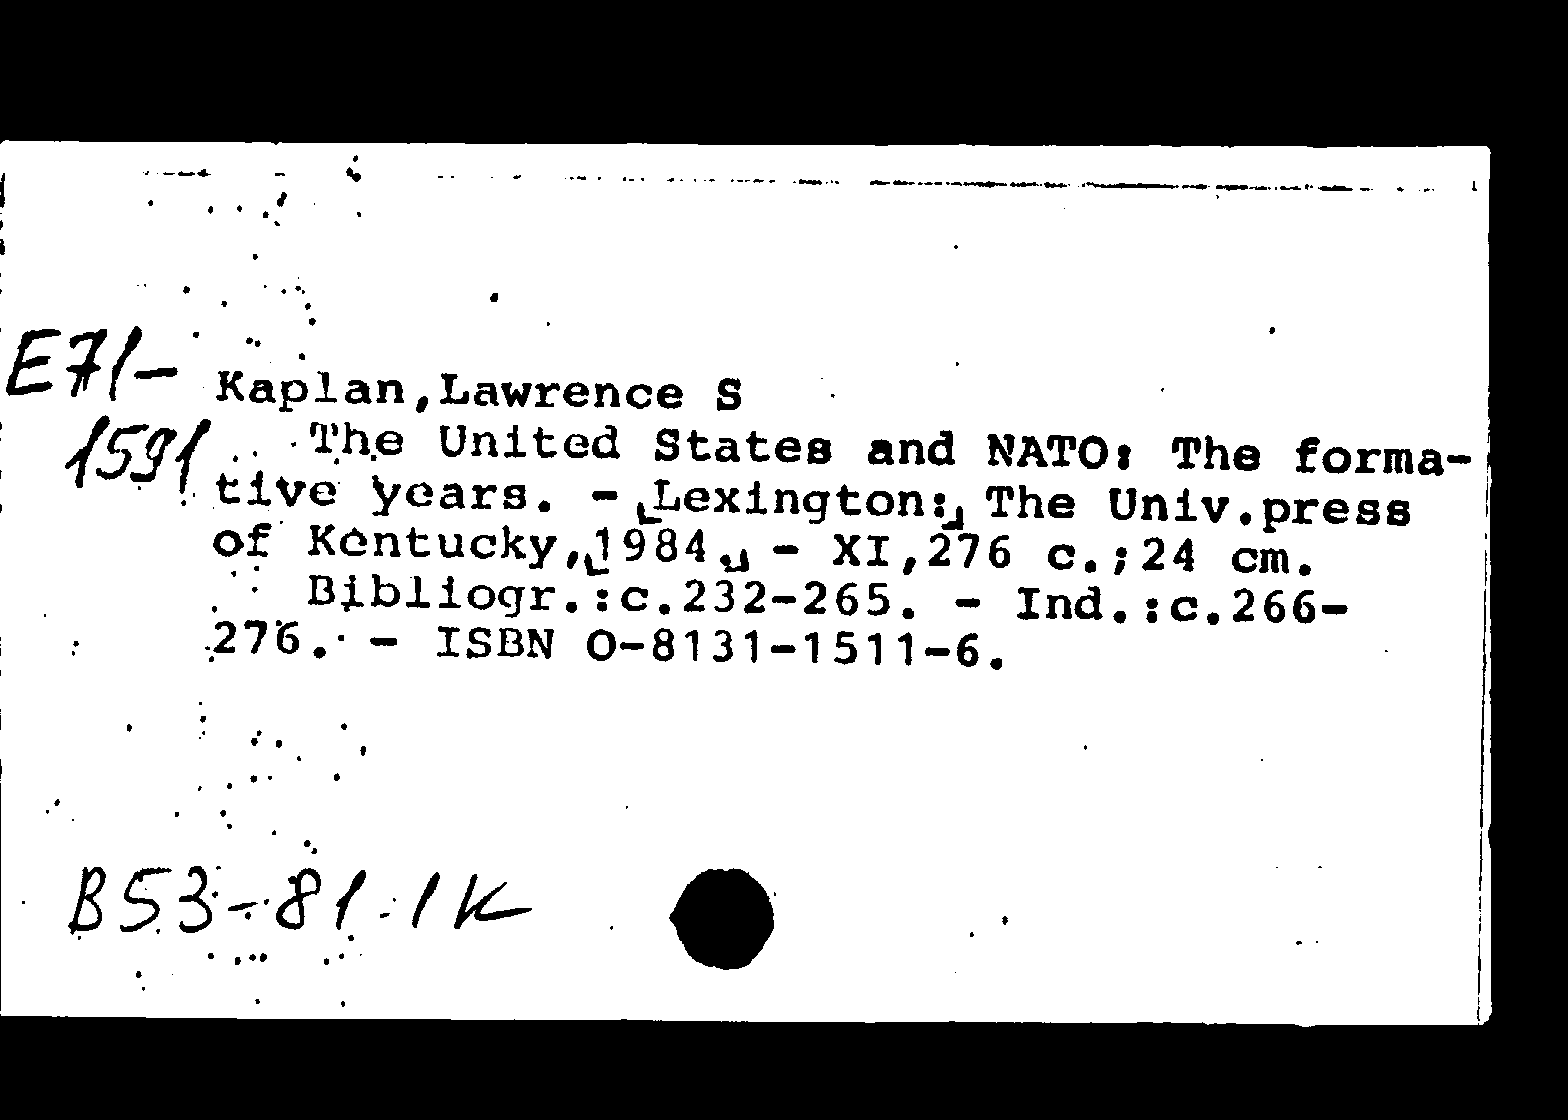 E71-
Kaplan,Lawrence S
1591
The United States and NATO: The forma-
tive years. - [Lexington:] The Univ.press
of Kentucky,[1984.] - XI,276 c.;24 cm.
Bibliogr.:c.232-265. - Ind.:c.266-
276. - ISBN 0-8131-1511-6.
B53-81 1K